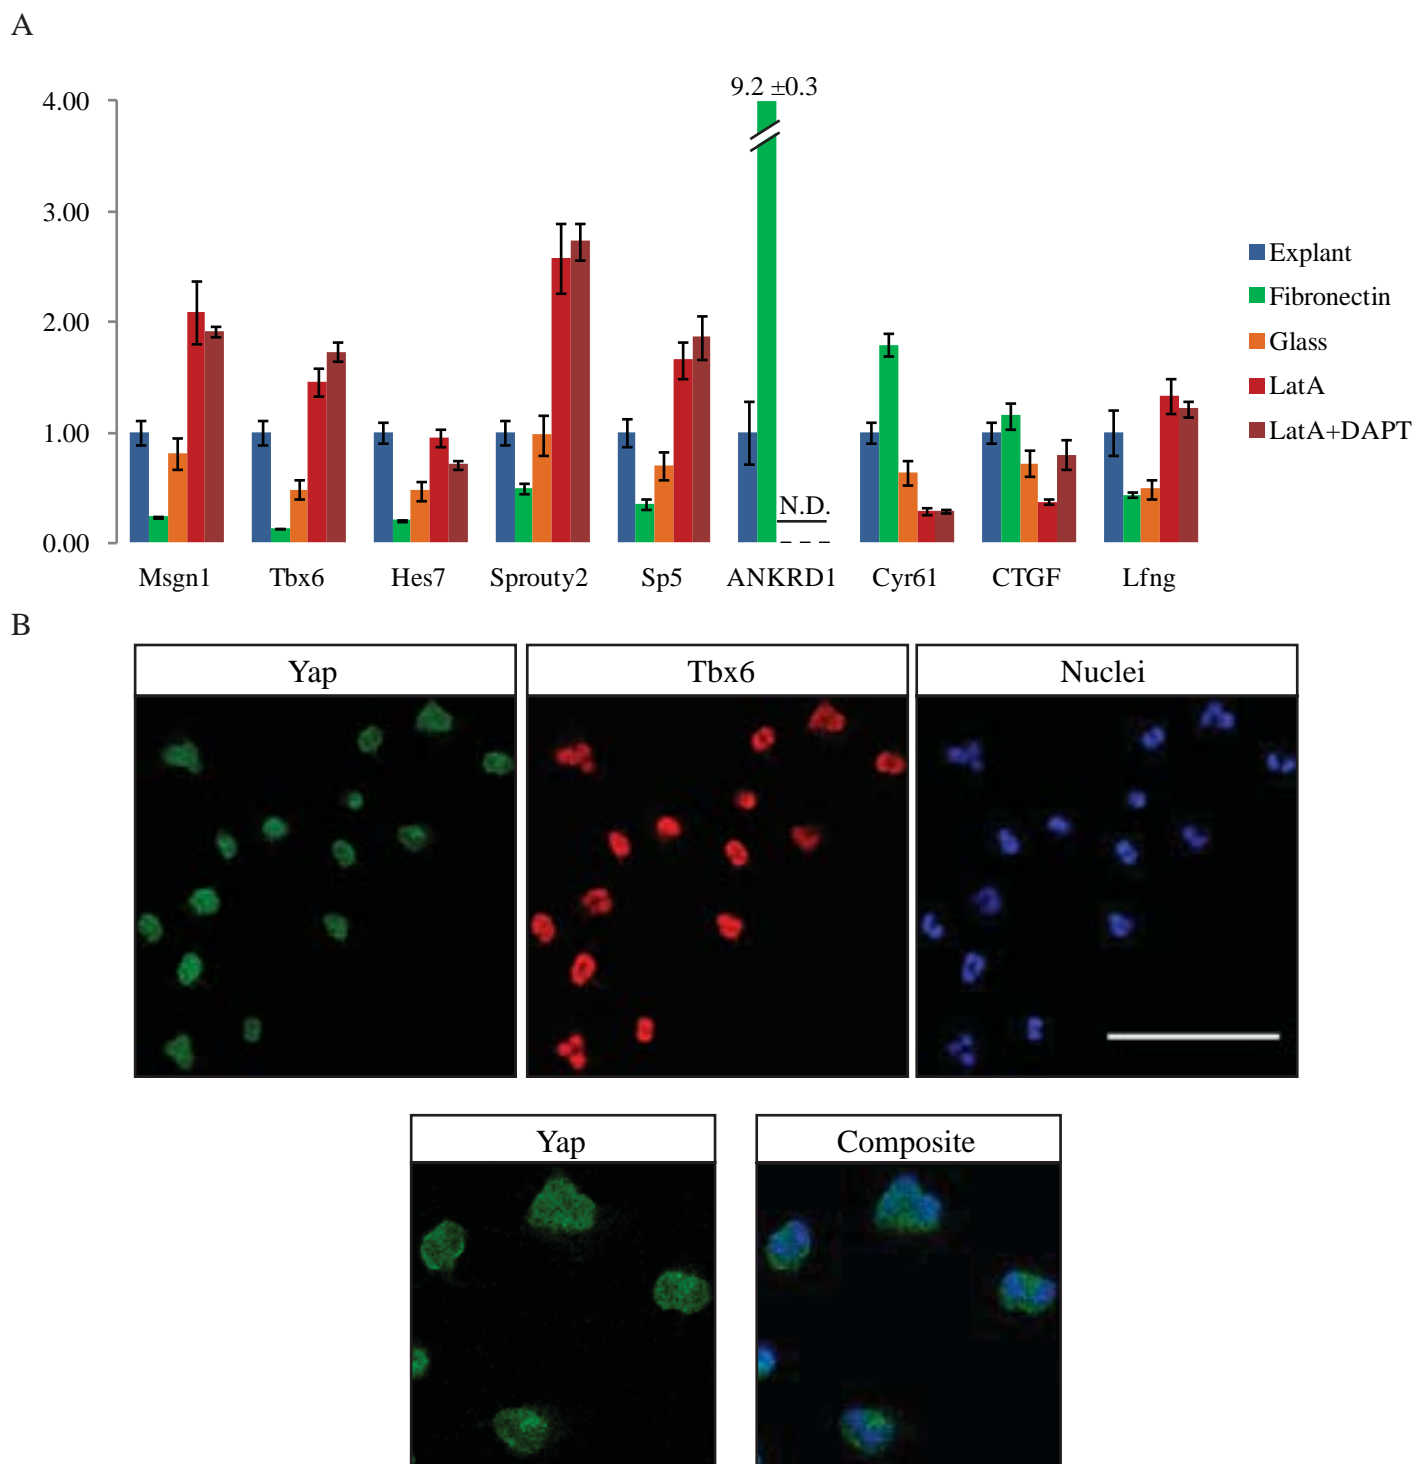 A
9.2 ±0.3
4.00
3.00
2.00
1.00
0.00
N.D.
Explant
Fibronectin
Glass
LatA
LatA+DAPT
Msgn1
Tbx6
Hes7
Sprouty2
Sp5
ANKRD1
Cyr61
CTGF
Lfng
B
Yap
Tbx6
Nuclei
Yap
Composite